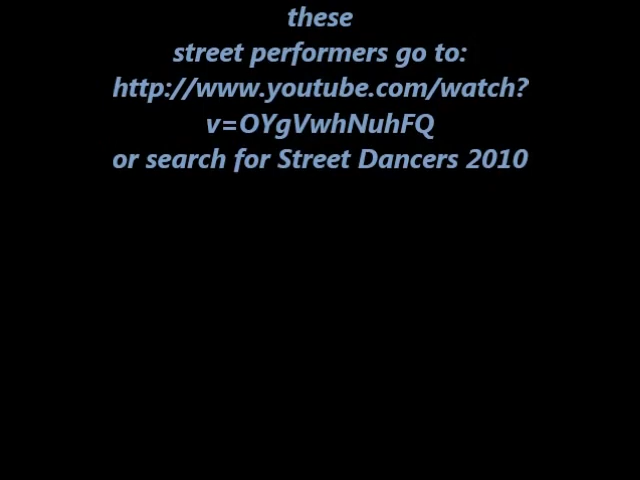 these
street performers go to:
http://www.youtube.com/watch?
v=OYgVwhNuhFQ
or search for Street Dancers 2010